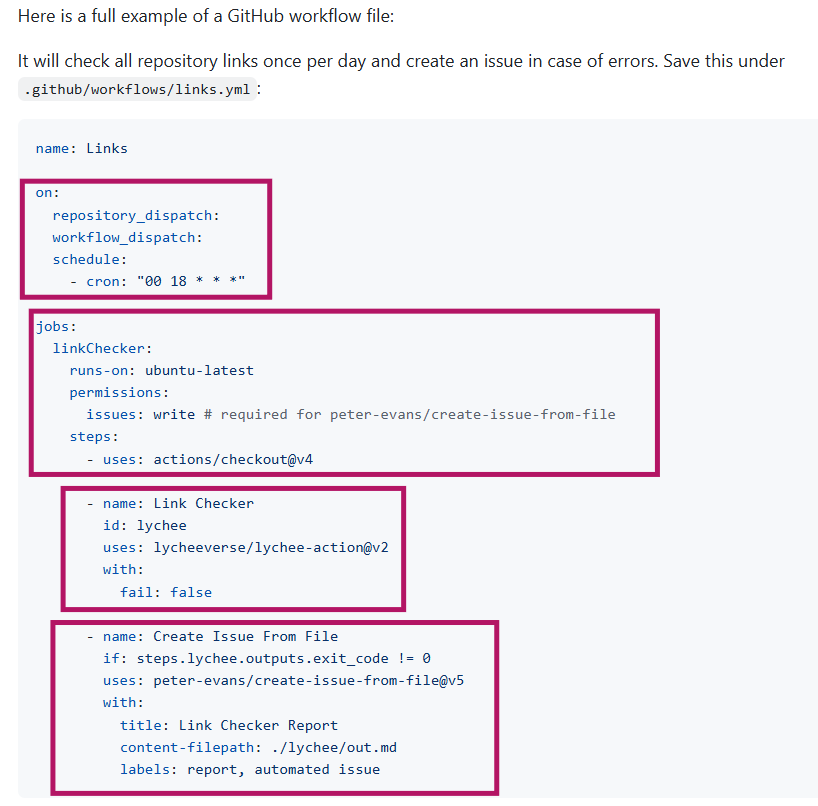 Here is a full example of a GitHub workflow file:
It will check all repository links once per day and create an issue in case of errors. Save this under
.github/workflows/links.yml:
name: Links
on:
  repository_dispatch:
  workflow_dispatch:
  schedule:
    - cron: "00 18 * * *"
jobs:
  linkChecker:
    runs-on: ubuntu-latest
    permissions:
      issues: write # required for peter-evans/create-issue-from-file
    steps:
      - uses: actions/checkout@v4
      - name: Link Checker
        id: lychee
        uses: lycheeverse/lychee-action@v2
        with:
          fail: false
      - name: Create Issue From File
        if: steps.lychee.outputs.exit_code != 0
        uses: peter-evans/create-issue-from-file@v5
        with:
          title: Link Checker Report
          content-filepath: ./lychee/out.md
          labels: report, automated issue